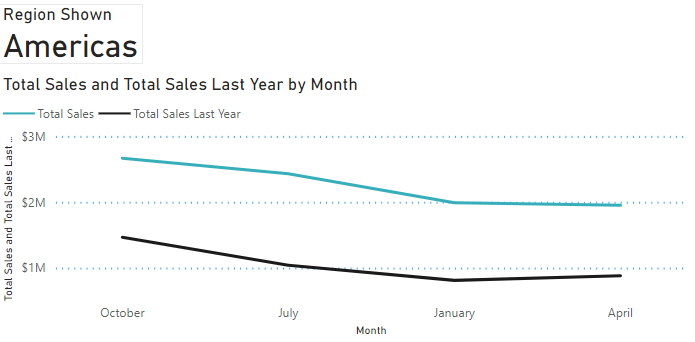 Region Shown
Americas
Total Sales and Total Sales Last Year by Month
Total Sales Total Sales Last Year
Total Sales and Total Sales Last ...
$3M
$2M
$1M
October July January April
Month